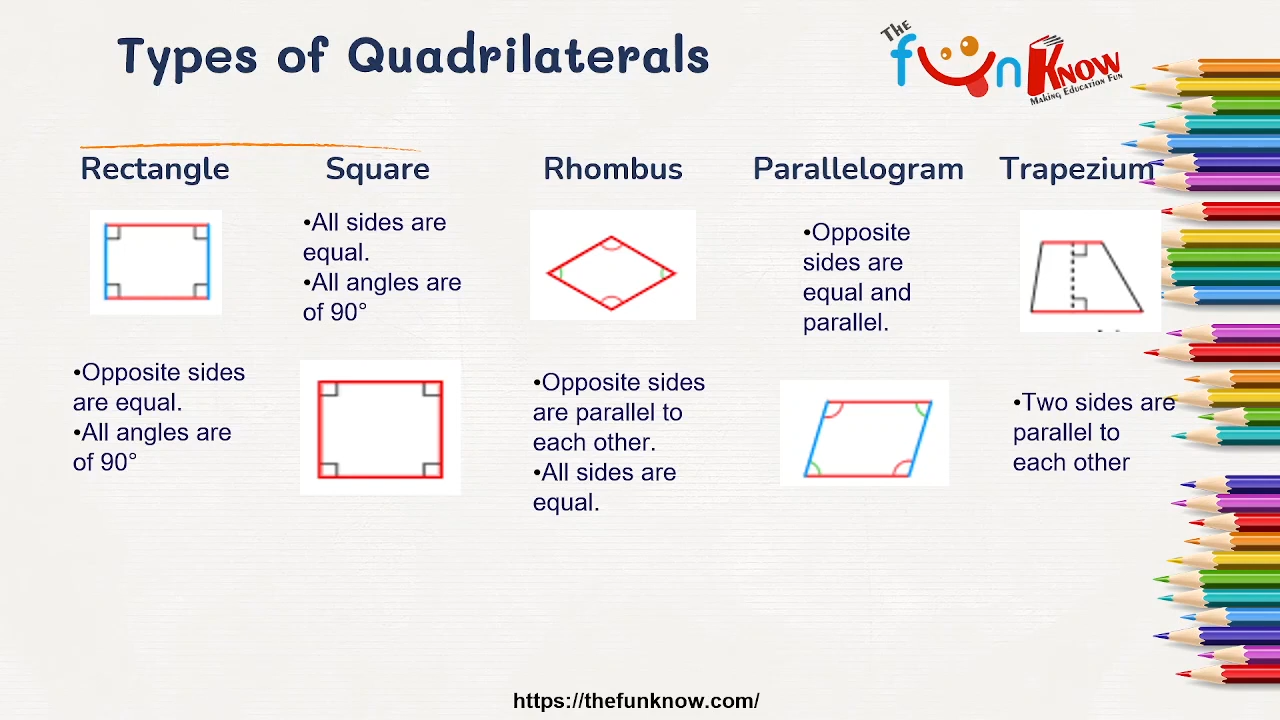 Types of Quadrilaterals
THE
fun KNOW
MAKING EDUCATION FUN
Rectangle
•Opposite sides
are equal.
•All angles are
of 90°
Square
•All sides are
equal.
•All angles are
of 90°
Rhombus
•Opposite sides
are parallel to
each other.
•All sides are
equal.
Parallelogram
•Opposite
sides are
equal and
parallel.
Trapezium
•Two sides are
parallel to
each other
https://thefunknow.com/